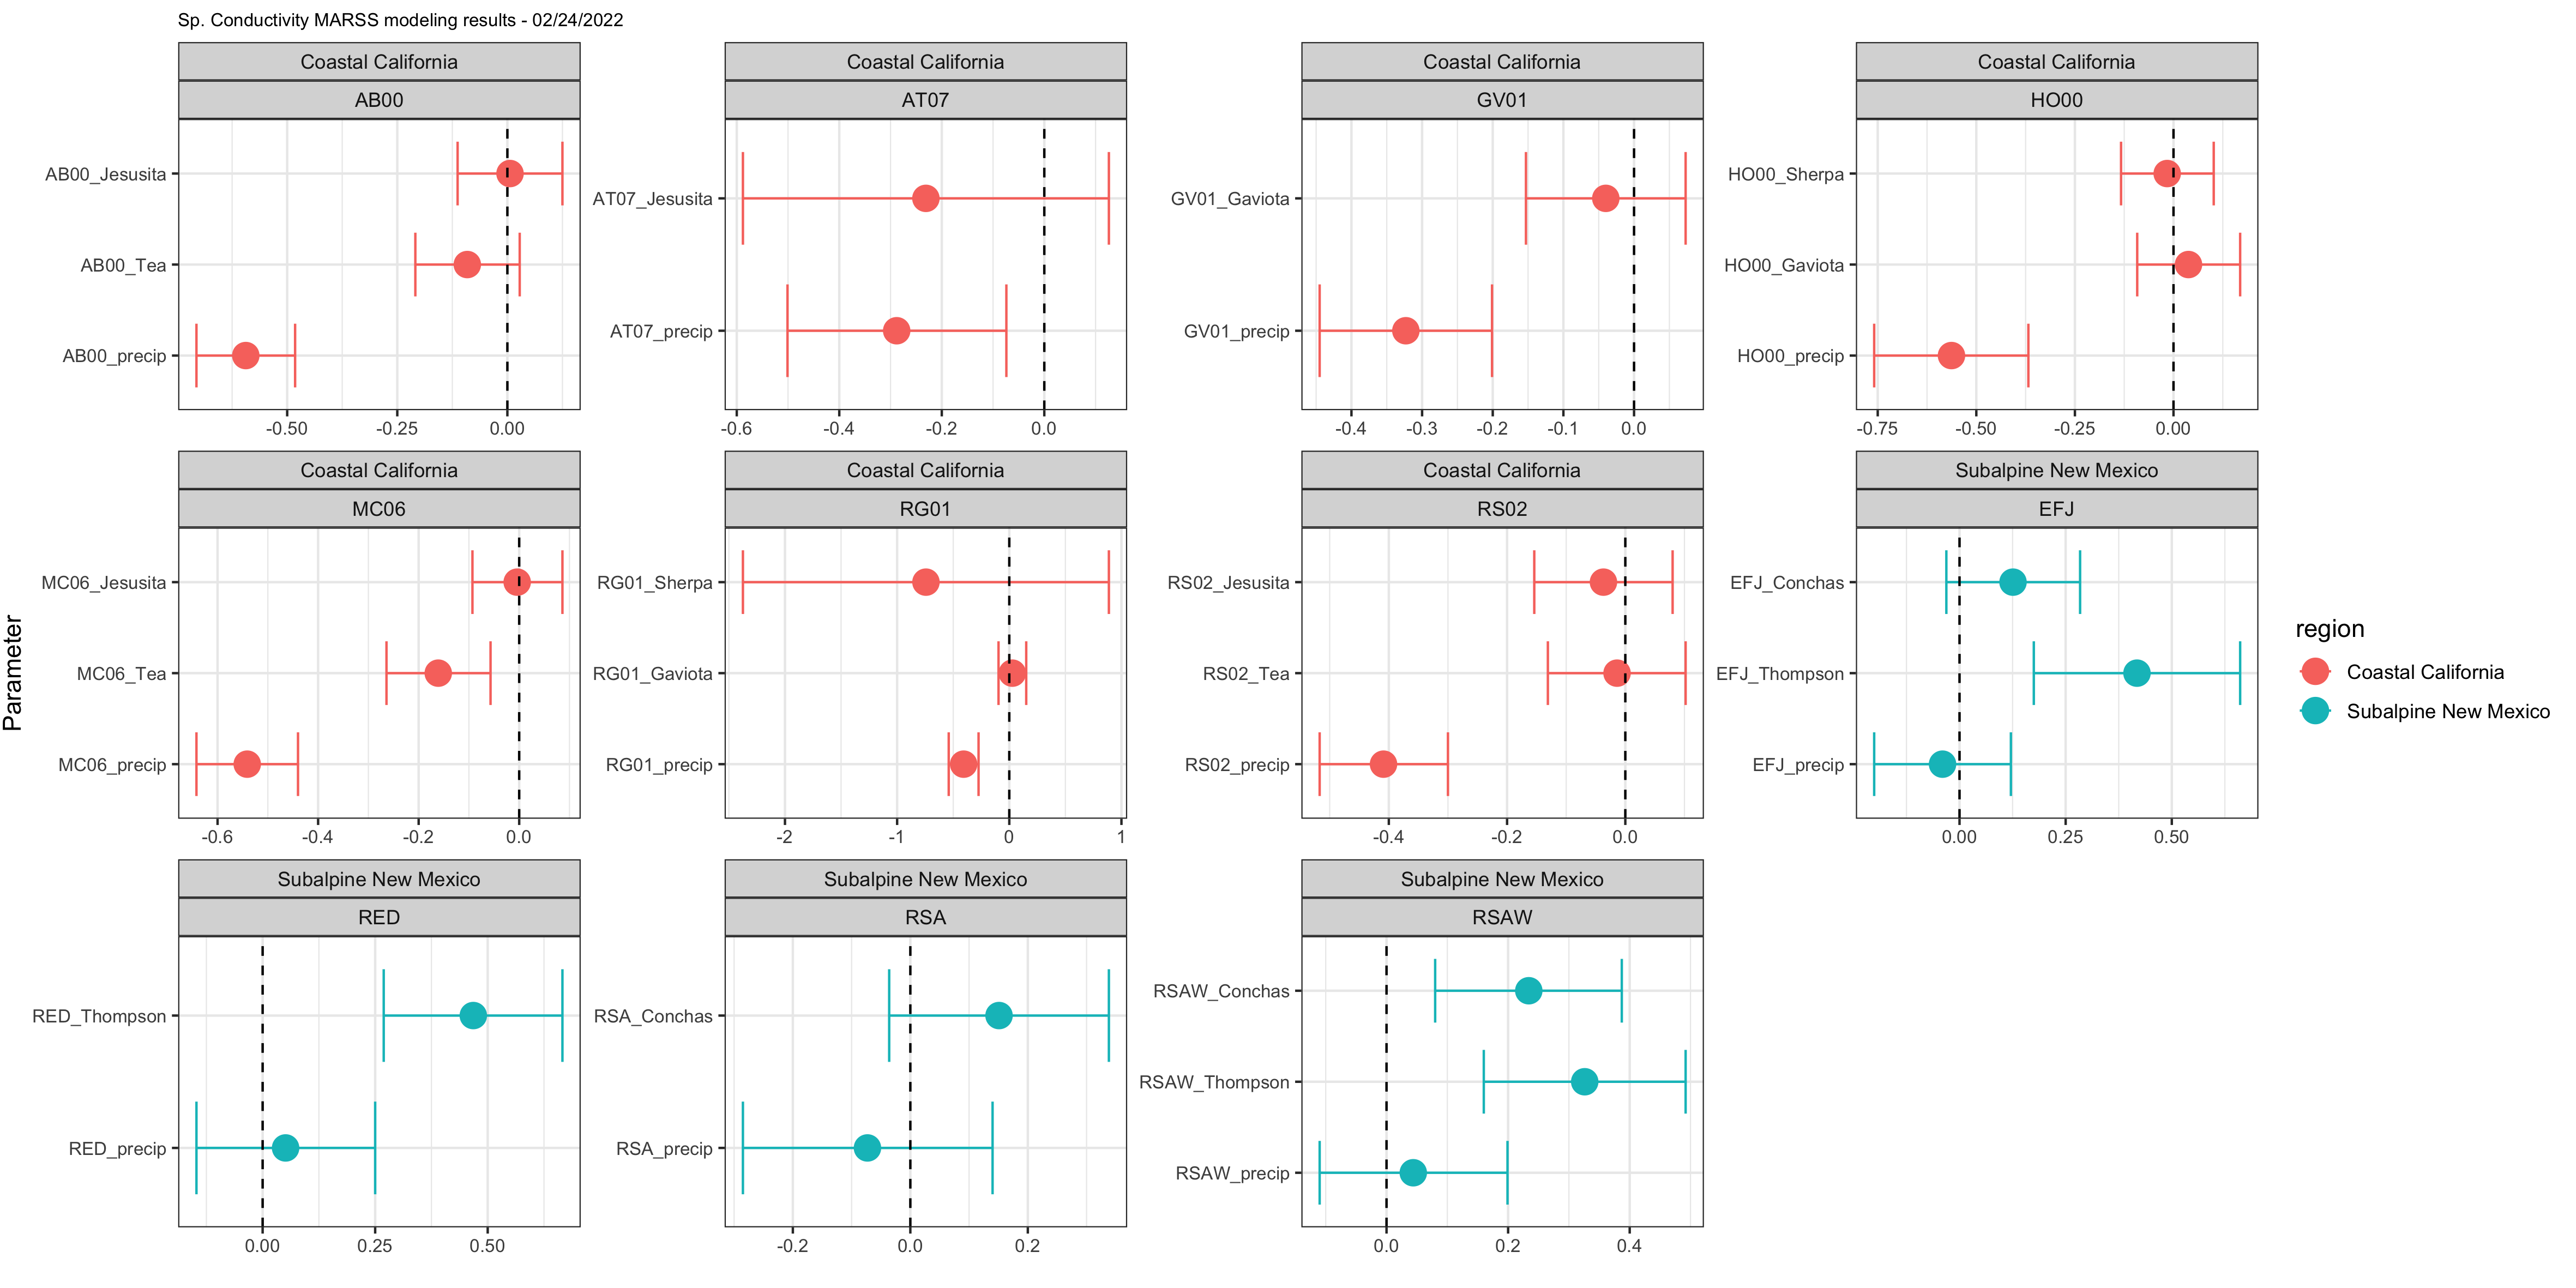 Sp. Conductivity MARSS modeling results - 02/24/2022
Coastal California
AB00
AB00_Jesusita
AB00_Tea
AB00_precip
-0.50 -0.25 0.00
Coastal California
AT07
AT07_Jesusita
AT07_precip
-0.6 -0.4 -0.2 0.0
Coastal California
GV01
GV01_Gaviota
GV01_precip
-0.4 -0.3 -0.2 -0.1 0.0
Coastal California
HO00
HO00_Sherpa
HO00_Gaviota
HO00_precip
-0.75 -0.50 -0.25 0.00
Parameter
Coastal California
MC06
MC06_Jesusita
MC06_Tea
MC06_precip
-0.6 -0.4 -0.2 0.0
Coastal California
RG01
RG01_Sherpa
RG01_Gaviota
RG01_precip
-2 -1 0 1
Coastal California
RS02
RS02_Jesusita
RS02_Tea
RS02_precip
-0.4 -0.2 0.0
Subalpine New Mexico
EFJ
EFJ_Conchas
EFJ_Thompson
EFJ_precip
0.00 0.25 0.50
Subalpine New Mexico
RED
RED_Thompson
RED_precip
0.00 0.25 0.50
Subalpine New Mexico
RSA
RSA_Conchas
RSA_precip
-0.2 0.0 0.2
Subalpine New Mexico
RSAW
RSAW_Conchas
RSAW_Thompson
RSAW_precip
0.0 0.2 0.4
region
Coastal California
Subalpine New Mexico